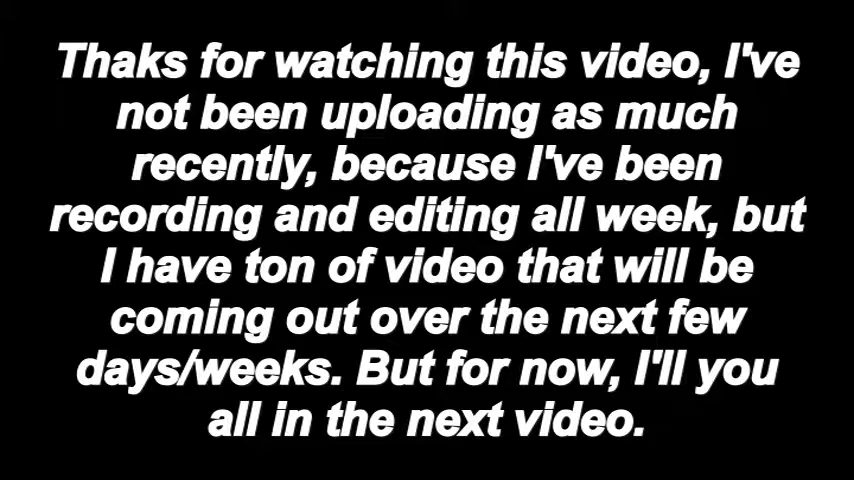 Thaks for watching this video, I've
not been uploading as much
recently, because I've been
recording and editing all week, but
I have ton of video that will be
coming out over the next few
days/weeks. But for now, I'll you
all in the next video.